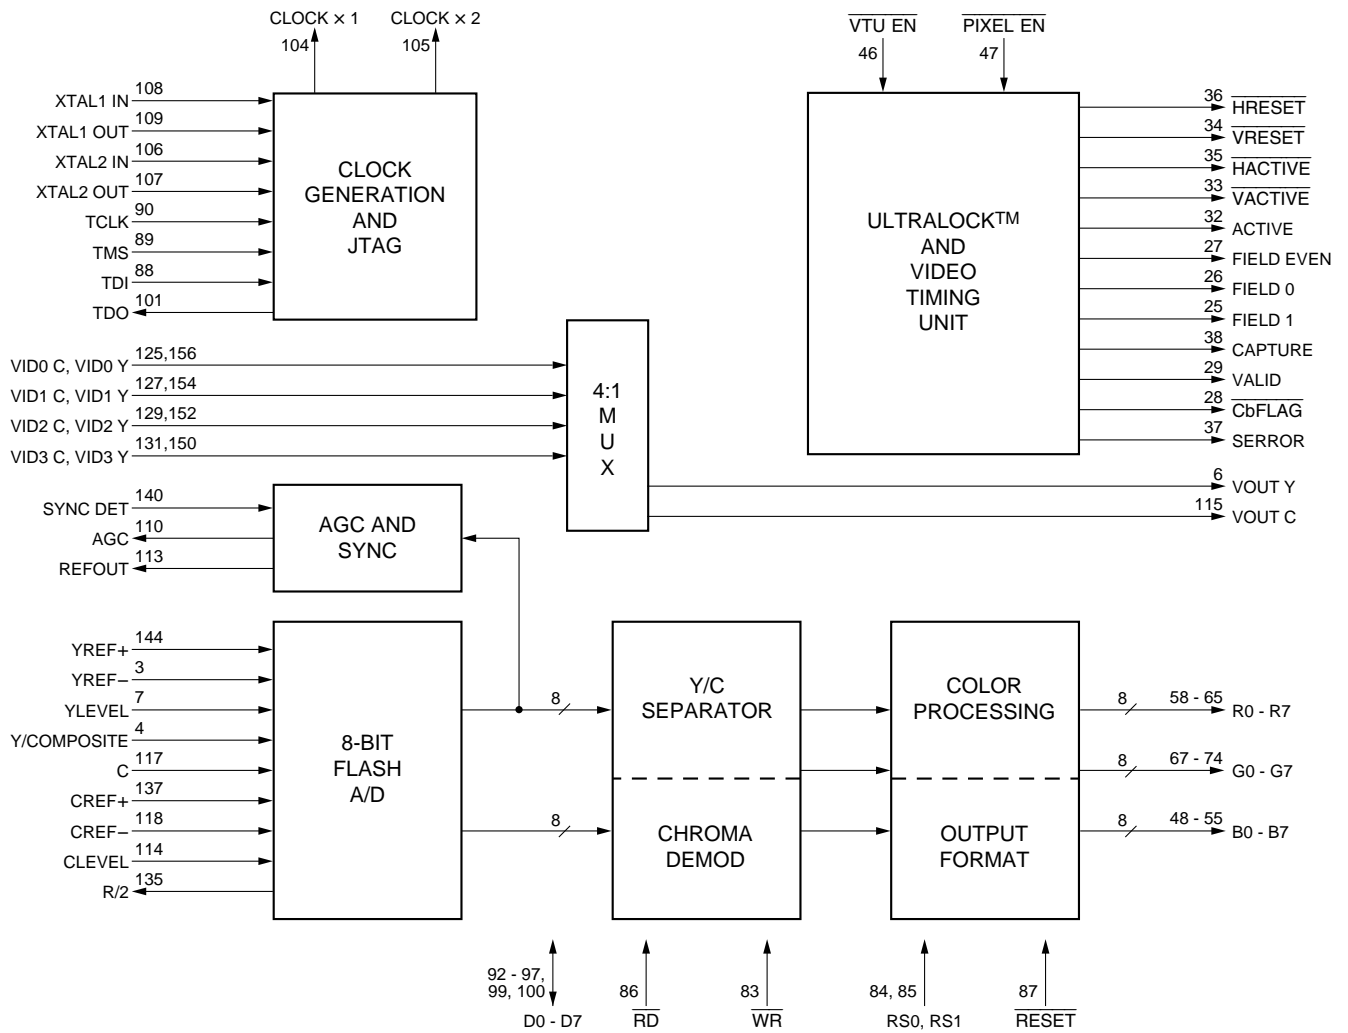 CLOCK × 1
CLOCK × 2
104
105
VTU EN
PIXEL EN
46
47
XTAL1 IN 108
XTAL1 OUT 109
XTAL2 IN 106
XTAL2 OUT 107
TCLK 90
TMS 89
TDI 88
TDO 101
CLOCK
GENERATION
AND
JTAG
ULTRALOCK™
AND
VIDEO
TIMING
UNIT
36 HRESET
34 VRESET
35 HACTIVE
33 VACTIVE
32 ACTIVE
27 FIELD EVEN
26 FIELD 0
25 FIELD 1
38 CAPTURE
29 VALID
28 CbFLAG
37 SERROR
VID0 C, VID0 Y 125,156
VID1 C, VID1 Y 127,154
VID2 C, VID2 Y 129,152
VID3 C, VID3 Y 131,150
4:1
M
U
X
6 VOUT Y
115 VOUT C
SYNC DET 140
AGC 110
REFOUT 113
AGC AND
SYNC
YREF+ 144
YREF− 3
YLEVEL 7
Y/COMPOSITE 4
C 117
CREF+ 137
CREF− 118
CLEVEL 114
R/2 135
8-BIT
FLASH
A/D
8
8
Y/C
SEPARATOR
CHROMA
DEMOD
COLOR
PROCESSING
OUTPUT
FORMAT
8 58 - 65 R0 - R7
8 67 - 74 G0 - G7
8 48 - 55 B0 - B7
92 - 97,
99, 100
D0 - D7
86
RD
83
WR
84, 85
RS0, RS1
87
RESET